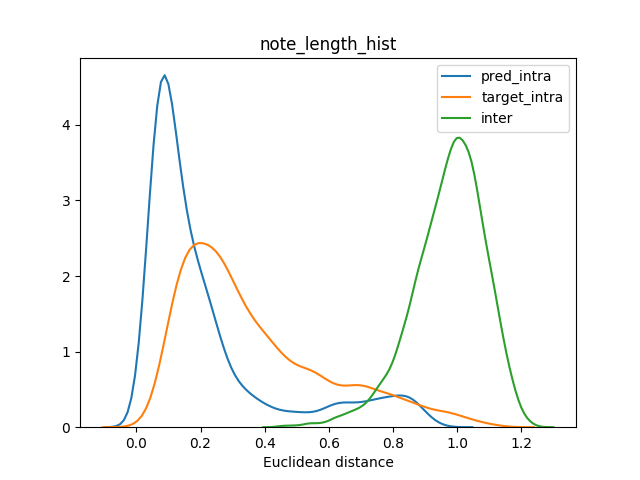 note_length_hist
pred_intra
target_intra
inter
4
3
2
1
0
0.0 0.2 0.4 0.6 0.8 1.0 1.2
Euclidean distance